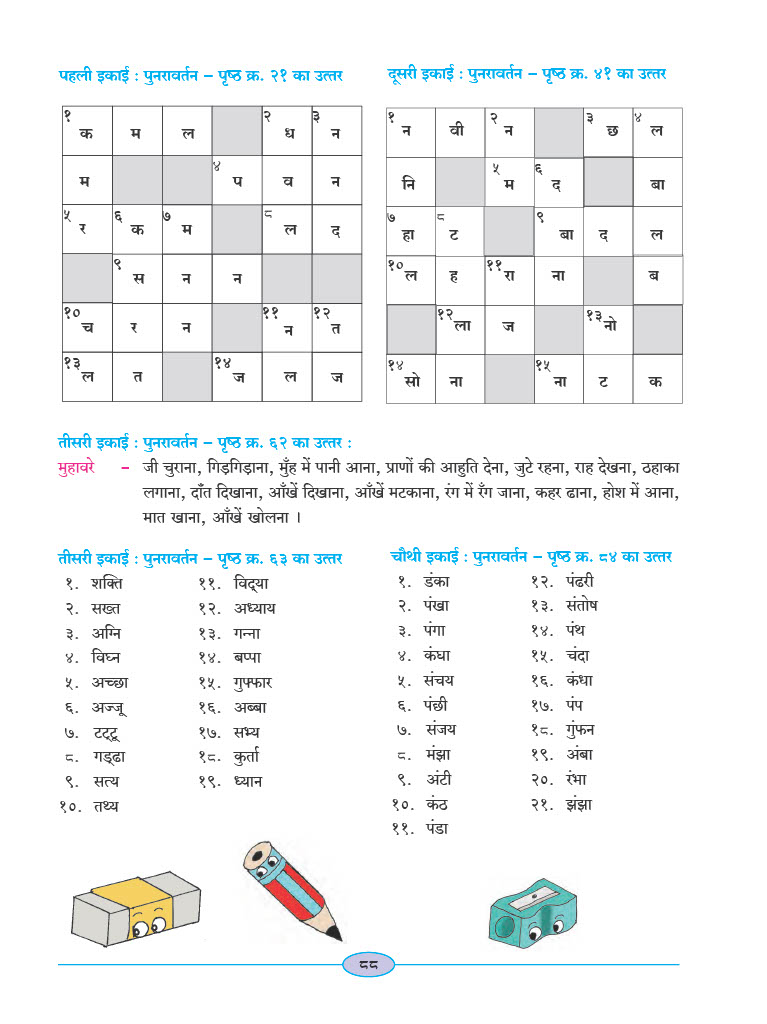 पहली इकाई : पुनरावर्तन – पृष्ठ क्र. २१ का उत्तर
१ क म ल २ ध ३ न
म ४ प व न
५ र ६ क ७ म ८ ल द
९ स न न
१० च र न ११ न १२ त
१३ ल त १४ ज ल ज
दूसरी इकाई : पुनरावर्तन – पृष्ठ क्र. ४१ का उत्तर
१ न वी २ न ३ छ ४ ल
नि ५ म ६ द बा
७ हा ८ ट ९ बा द ल
१० ल ह ११ रा ना ब
१२ ला ज १३ नो
१४ सो ना १५ ना ट क
तीसरी इकाई : पुनरावर्तन – पृष्ठ क्र. ६२ का उत्तर :
मुहावरे – जी चुराना, गिड़गिड़ाना, मुँह में पानी आना, प्राणों की आहुति देना, जुटे रहना, राह देखना, ठहाका
लगाना, दाँत दिखाना, आँखें दिखाना, आँखें मटकाना, रंग में रँग जाना, कहर ढाना, होश में आना,
मात खाना, आँखें खोलना ।
तीसरी इकाई : पुनरावर्तन – पृष्ठ क्र. ६३ का उत्तर
१. शक्ति
२. सख्त
३. अग्नि
४. विघ्न
५. अच्छा
६. अज्जू
७. टट्टू
८. गड्ढा
९. सत्य
१०. तथ्य
११. विद्या
१२. अध्याय
१३. गन्ना
१४. बप्पा
१५. गुफ्फार
१६. अब्बा
१७. सभ्य
१८. कुर्ता
१९. ध्यान
चौथी इकाई : पुनरावर्तन – पृष्ठ क्र. ८४ का उत्तर
१. डंका
२. पंखा
३. पंगा
४. कंघा
५. संचय
६. पंछी
७. संजय
८. मंझा
९. अंटी
१०. कंठ
११. पंडा
१२. पंढरी
१३. संतोष
१४. पंथ
१५. चंदा
१६. कंधा
१७. पंप
१८. गुंफन
१९. अंबा
२०. रंभा
२१. झंझा
८८